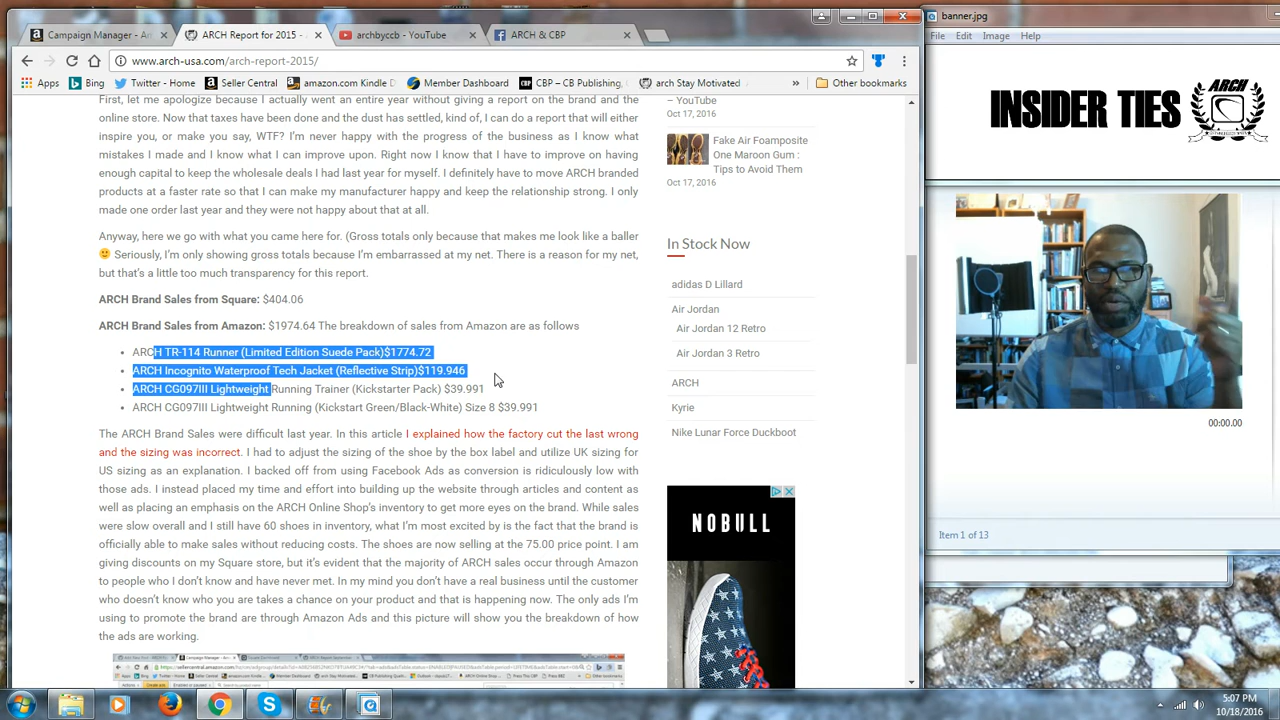 Campaign Manager - Am
ARCH Report for 2015 -
archbyccb - YouTube
ARCH & CBP
www.arch-usa.com/arch-report-2015/
Apps
Bing
Twitter - Home
Seller Central
amazon.com Kindle D
Member Dashboard
CBP – CB Publishing,
arch Stay Motivated
»
Other bookmarks
First, let me apologize because I actually went an entire year without giving a report on the brand and the
online store. Now that taxes have been done and the dust has settled, kind of, I can do a report that will either
inspire you, or make you say, WTF? I'm never happy with the progress of the business as I know what
mistakes I made and I know what I can improve upon. Right now I know that I have to improve on having
enough capital to keep the wholesale deals I had last year for myself. I definitely have to move ARCH branded
products at a faster rate so that I can make my manufacturer happy and keep the relationship strong. I only
made one order last year and they were not happy about that at all.
Anyway, here we go with what you came here for. (Gross totals only because that makes me look like a baller
Seriously, I'm only showing gross totals because I'm embarrassed at my net. There is a reason for my net,
but that's a little too much transparency for this report.
ARCH Brand Sales from Square: $404.06
ARCH Brand Sales from Amazon: $1974.64 The breakdown of sales from Amazon are as follows
• ARCH TR-114 Runner (Limited Edition Suede Pack)$1774.72
• ARCH Incognito Waterproof Tech Jacket (Reflective Strip)$119.946
• ARCH CG097III Lightweight Running Trainer (Kickstarter Pack) $39.991
• ARCH CG097III Lightweight Running (Kickstart Green/Black-White) Size 8 $39.991
The ARCH Brand Sales were difficult last year. In this article I explained how the factory cut the last wrong
and the sizing was incorrect. I had to adjust the sizing of the shoe by the box label and utilize UK sizing for
US sizing as an explanation. I backed off from using Facebook Ads as conversion is ridiculously low with
those ads. I instead placed my time and effort into building up the website through articles and content as
well as placing an emphasis on the ARCH Online Shop's inventory to get more eyes on the brand. While sales
were slow overall and I still have 60 shoes in inventory, what I'm most excited by is the fact that the brand is
officially able to make sales without reducing costs. The shoes are now selling at the 75.00 price point. I am
giving discounts on my Square store, but it's evident that the majority of ARCH sales occur through Amazon
to people who I don't know and have never met. In my mind you don't have a real business until the customer
who doesn't know who you are takes a chance on your product and that is happening now. The only ads I'm
using to promote the brand are through Amazon Ads and this picture will show you the breakdown of how
the ads are working.
– YouTube
Oct 17, 2016
Fake Air Foamposite
One Maroon Gum :
Tips to Avoid Them
Oct 17, 2016
In Stock Now
adidas D Lillard
Air Jordan
Air Jordan 12 Retro
Air Jordan 3 Retro
ARCH
Kyrie
Nike Lunar Force Duckboot
NOBULL
banner.jpg
File Edit Image Help
INSIDER TIES
ARCH
00:00.00
Item 1 of 13
5:07 PM
10/18/2016